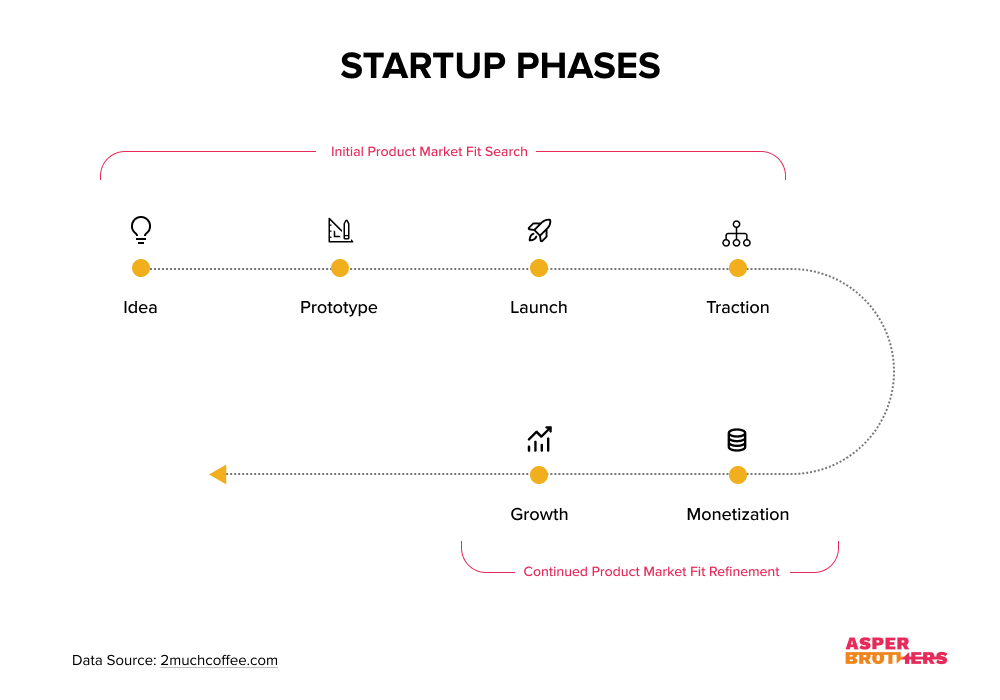 STARTUP PHASES
Initial Product Market Fit Search
Idea
Prototype
Launch
Traction
Growth
Monetization
Continued Product Market Fit Refinement
Data Source: 2muchcoffee.com
ASPER
BROTHERS